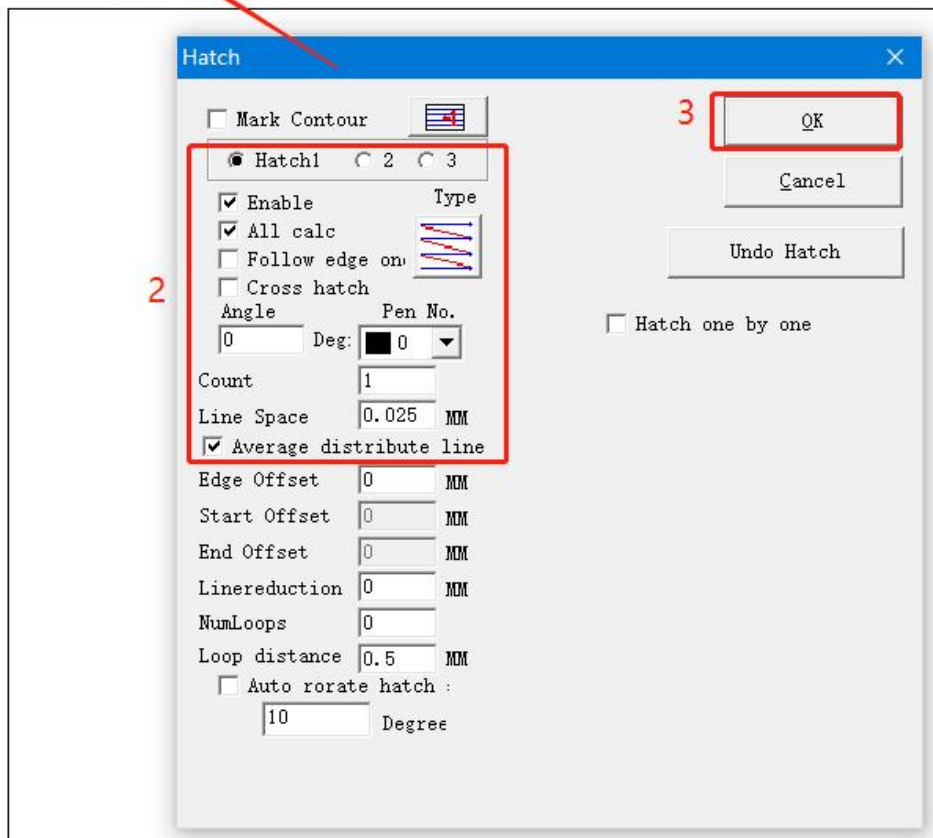 Hatch
Mark Contour
3
OK
Hatch1 2 3
Cancel
Enable Type
All calc
Undo Hatch
Follow edge on
2
Cross hatch
Angle Pen No.
Hatch one by one
0 Deg: 0
Count 1
Line Space 0.025 MM
Average distribute line
Edge Offset 0 MM
Start Offset 0 MM
End Offset 0 MM
Linereduction 0 MM
NumLoops 0
Loop distance 0.5 MM
Auto rorate hatch :
10 Degree